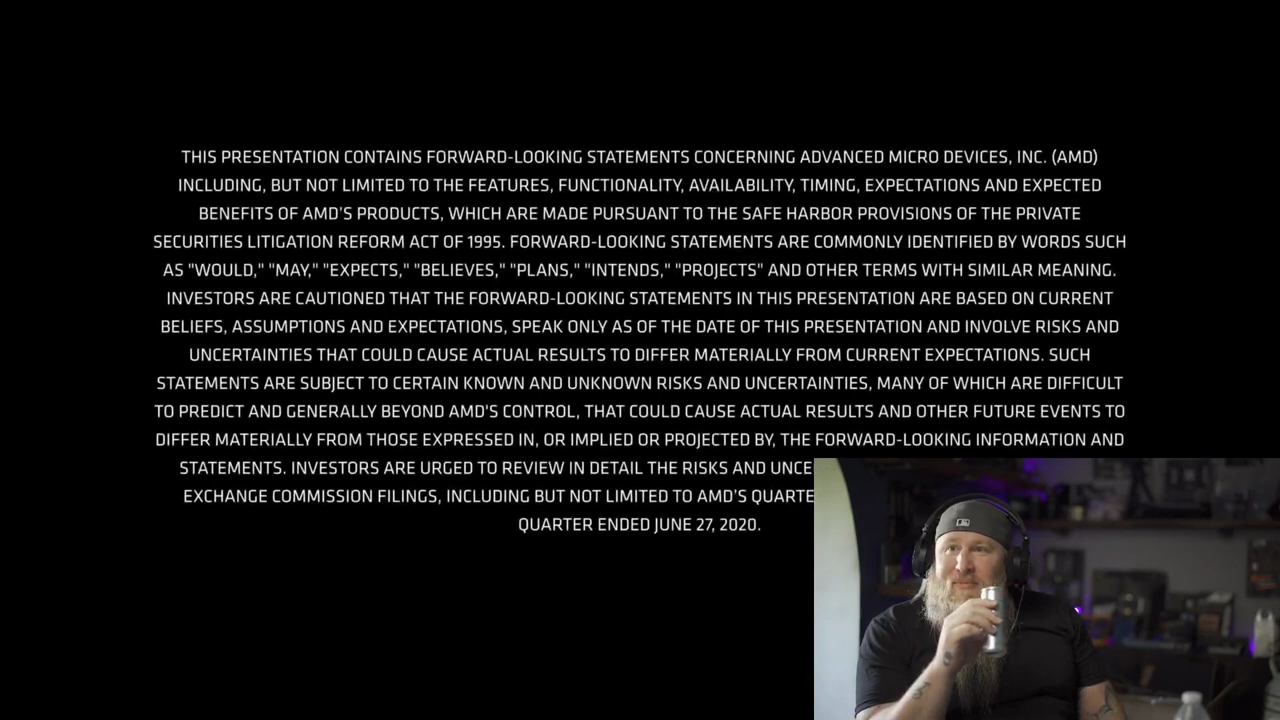 THIS PRESENTATION CONTAINS FORWARD-LOOKING STATEMENTS CONCERNING ADVANCED MICRO DEVICES, INC. (AMD)
INCLUDING, BUT NOT LIMITED TO THE FEATURES, FUNCTIONALITY, AVAILABILITY, TIMING, EXPECTATIONS AND EXPECTED
BENEFITS OF AMD'S PRODUCTS, WHICH ARE MADE PURSUANT TO THE SAFE HARBOR PROVISIONS OF THE PRIVATE
SECURITIES LITIGATION REFORM ACT OF 1995. FORWARD-LOOKING STATEMENTS ARE COMMONLY IDENTIFIED BY WORDS SUCH
AS "WOULD," "MAY," "EXPECTS," "BELIEVES," "PLANS," "INTENDS," "PROJECTS" AND OTHER TERMS WITH SIMILAR MEANING.
INVESTORS ARE CAUTIONED THAT THE FORWARD-LOOKING STATEMENTS IN THIS PRESENTATION ARE BASED ON CURRENT
BELIEFS, ASSUMPTIONS AND EXPECTATIONS, SPEAK ONLY AS OF THE DATE OF THIS PRESENTATION AND INVOLVE RISKS AND
UNCERTAINTIES THAT COULD CAUSE ACTUAL RESULTS TO DIFFER MATERIALLY FROM CURRENT EXPECTATIONS. SUCH
STATEMENTS ARE SUBJECT TO CERTAIN KNOWN AND UNKNOWN RISKS AND UNCERTAINTIES, MANY OF WHICH ARE DIFFICULT
TO PREDICT AND GENERALLY BEYOND AMD'S CONTROL, THAT COULD CAUSE ACTUAL RESULTS AND OTHER FUTURE EVENTS TO
DIFFER MATERIALLY FROM THOSE EXPRESSED IN, OR IMPLIED OR PROJECTED BY, THE FORWARD-LOOKING INFORMATION AND
STATEMENTS. INVESTORS ARE URGED TO REVIEW IN DETAIL THE RISKS AND UNCE
EXCHANGE COMMISSION FILINGS, INCLUDING BUT NOT LIMITED TO AMD'S QUARTE
QUARTER ENDED JUNE 27, 2020.